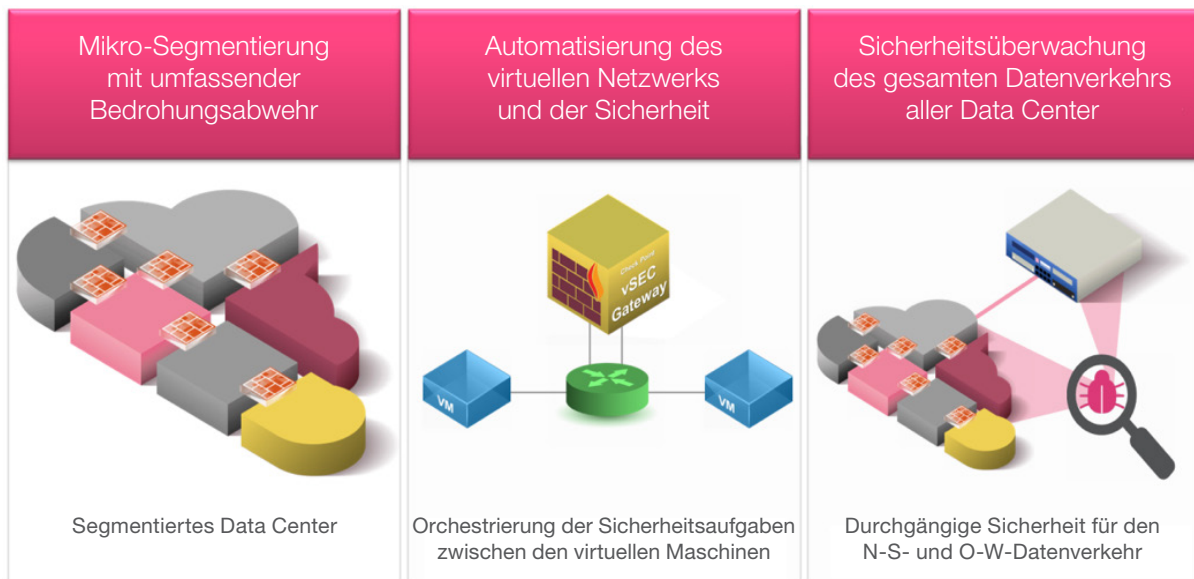 Mikro-Segmentierung
mit umfassender
Bedrohungsabwehr
Automatisierung des
virtuellen Netzwerks
und der Sicherheit
Sicherheitsüberwachung
des gesamten Datenverkehrs
aller Data Center
Check Point
vSEC
Gateway
VM
VM
Segmentiertes Data Center
Orchestrierung der Sicherheitsaufgaben
zwischen den virtuellen Maschinen
Durchgängige Sicherheit für den
N-S- und O-W-Datenverkehr